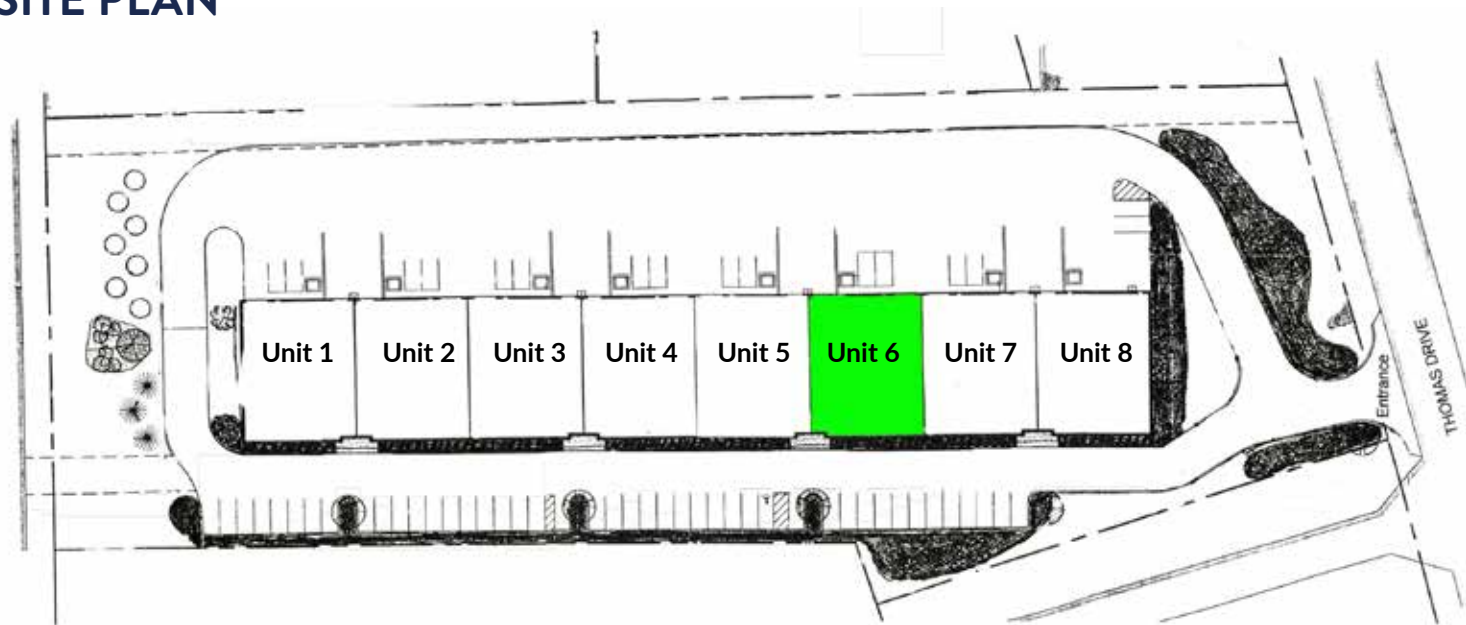 SITE PLAN
1
Unit 1
Unit 2
Unit 3
Unit 4
Unit 5
Unit 6
Unit 7
Unit 8
Entrance
THOMAS DRIVE